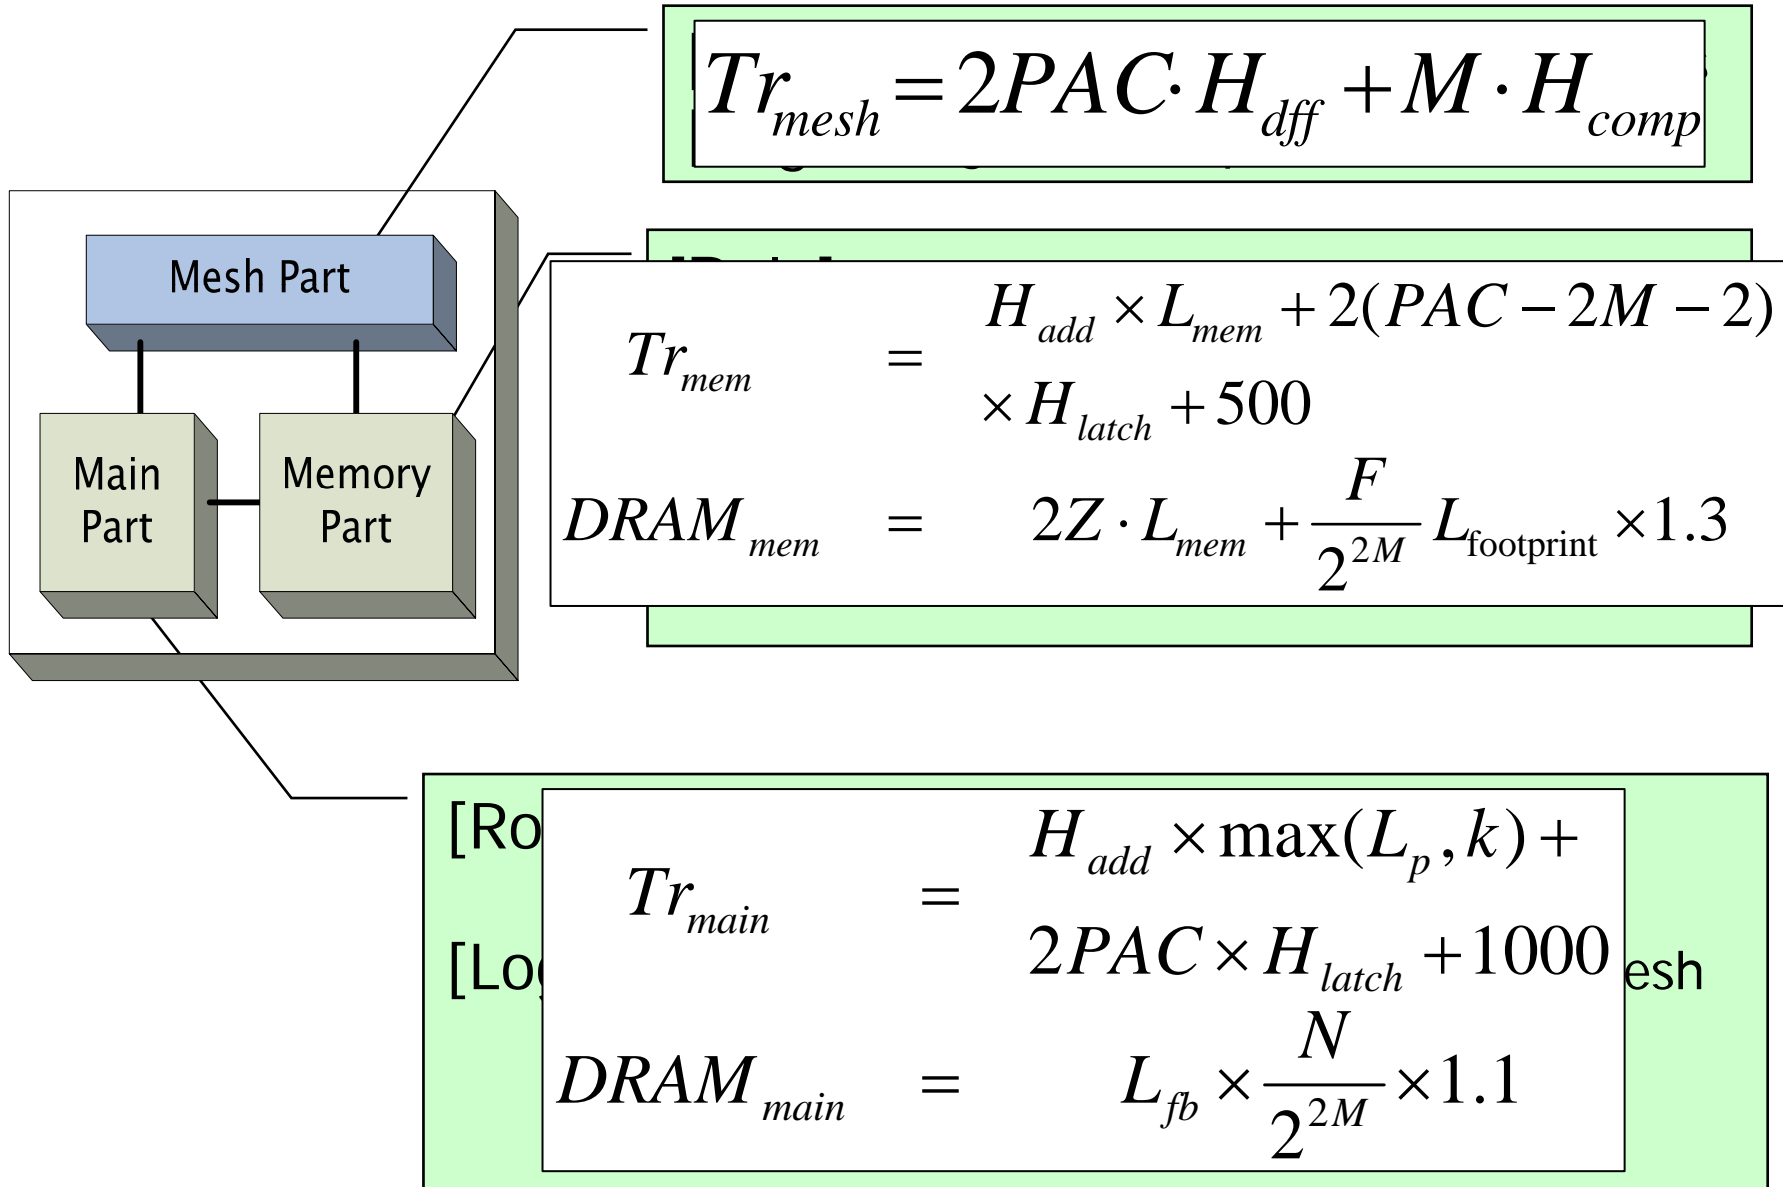 Tr_mesh = 2PAC · H_dff + M · H_comp
Mesh Part
Main
Part
Memory
Part
H_add × L_mem + 2(PAC − 2M − 2)
Tr_mem =
× H_latch + 500
DRAM_mem = 2Z · L_mem + F / 2^{2M} L_footprint × 1.3
[Ro
H_add × max(L_p, k) +
Tr_main =
[Lo
2PAC × H_latch + 1000
esh
DRAM_main = L_fb × N / 2^{2M} × 1.1